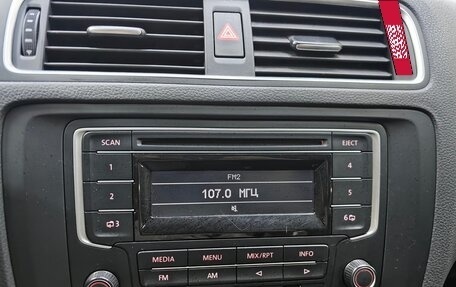 SCAN
EJECT
1
4
FM2
107.0 МГЦ
2
5
3
6
MEDIA MENU MIX/RPT INFO
FM AM